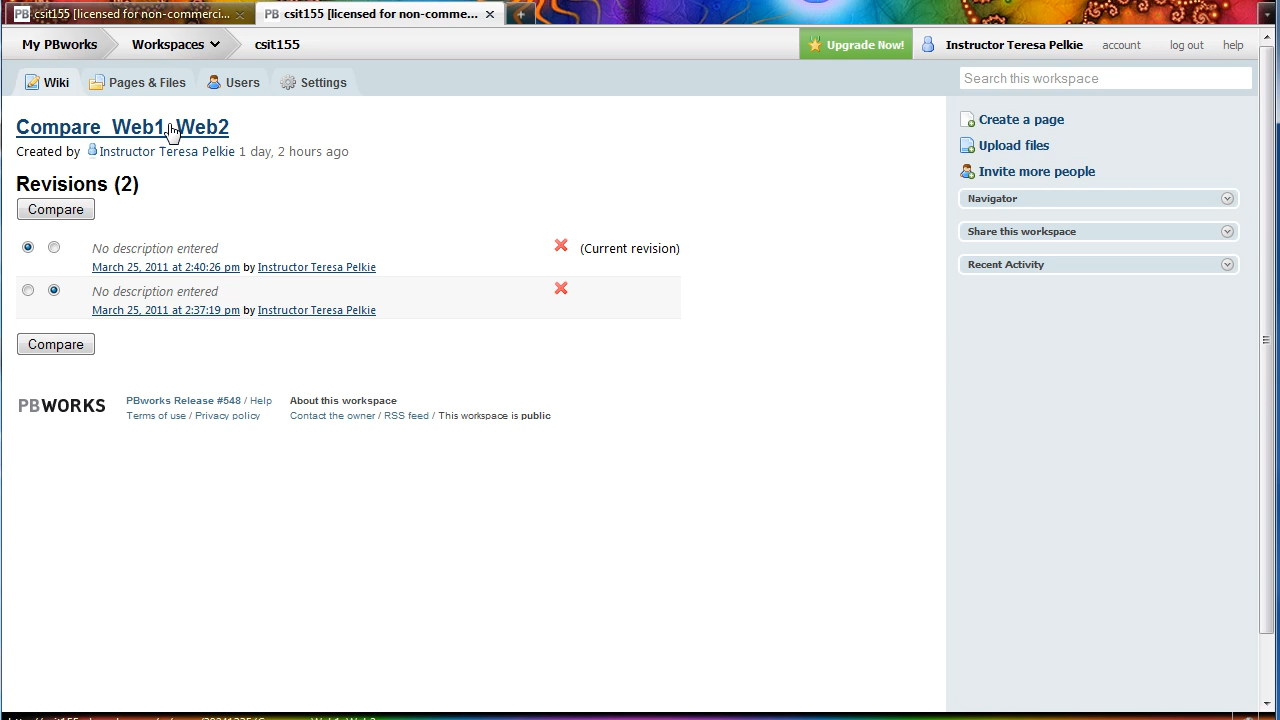 csit155 [licensed for non-commerci...
csit155 [licensed for non-comme...
My PBworks
Workspaces
csit155
Upgrade Now!
Instructor Teresa Pelkie
account
log out
help
Wiki
Pages & Files
Users
Settings
Search this workspace
Compare Web1_Web2
Created by Instructor Teresa Pelkie 1 day, 2 hours ago
Revisions (2)
Compare
No description entered
(Current revision)
March 25, 2011 at 2:40:26 pm by Instructor Teresa Pelkie
No description entered
March 25, 2011 at 2:37:19 pm by Instructor Teresa Pelkie
Compare
PBWORKS
PBworks Release #548 / Help
Terms of use / Privacy policy
About this workspace
Contact the owner / RSS feed / This workspace is public
Create a page
Upload files
Invite more people
Navigator
Share this workspace
Recent Activity